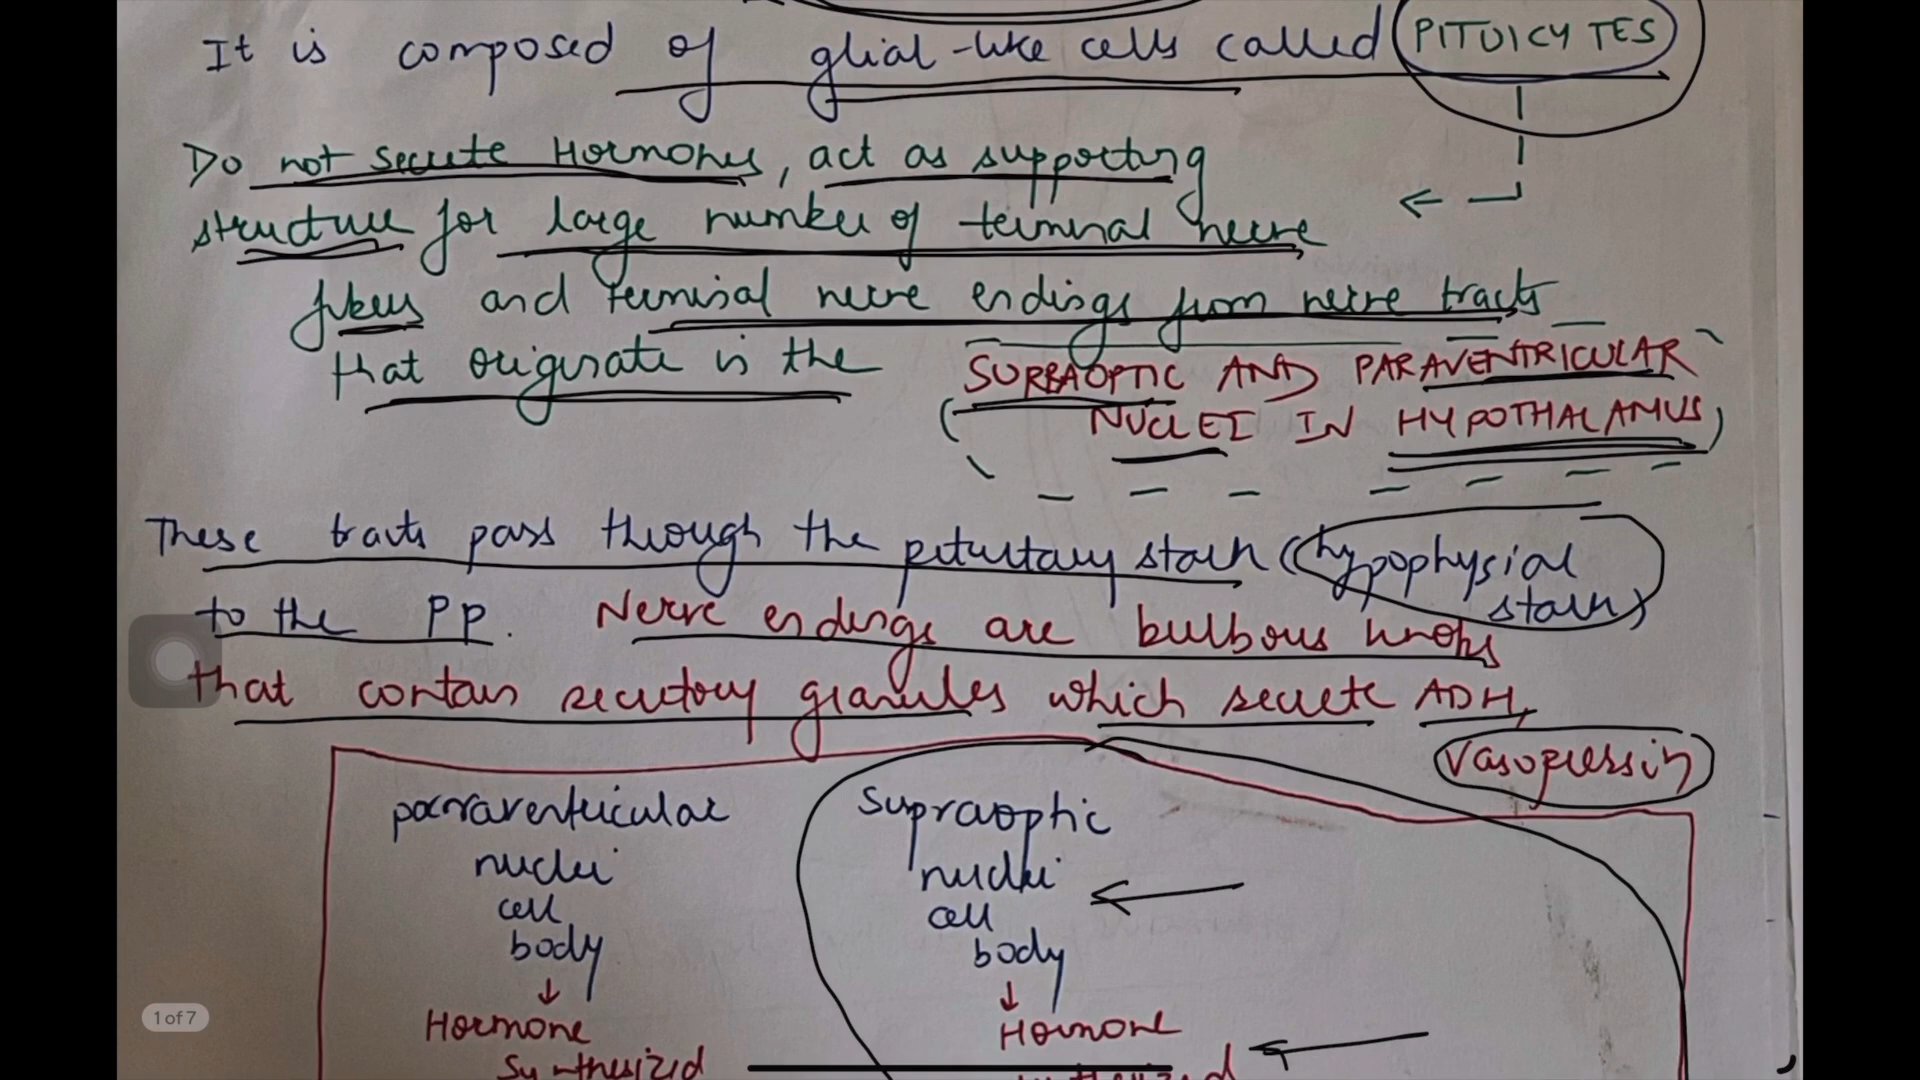 It is composed of glial-like cells called PITUICYTES
Do not secrete Hormones, act as supporting
structure for large number of terminal nerve
fibers and terminal nerve endings from nerve tracts
that originate in the SUPRAOPTIC AND PARAVENTRICULAR
NUCLEI IN HYPOTHALAMUS
These tracts pass through the pituitary stalk (hypophysial
stalk)
to the PP. Nerve endings are bulbous knobs
that contain secretory granules which secrete ADH,
Vasopressin
paraventricular
nuclei
cell
body
↓
Hormone
Synthesized
Supraoptic
nuclei
cell
body
↓
Hormone
1 of 7